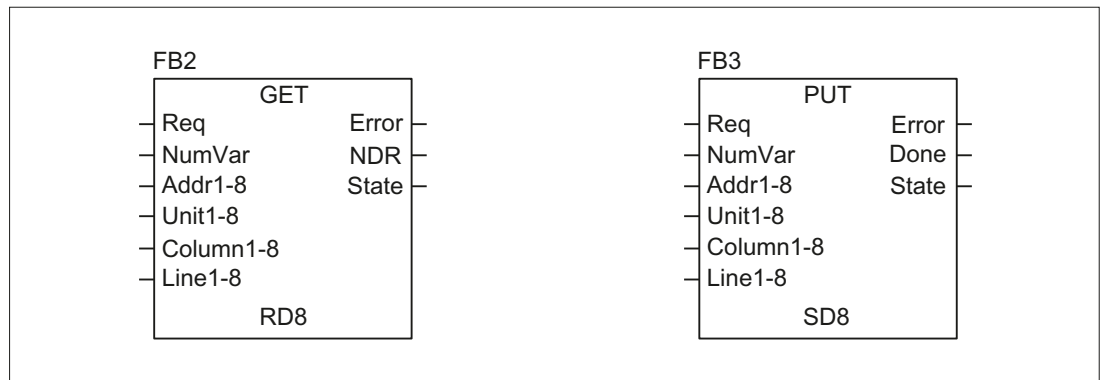 FB2
GET
Req Error
NumVar NDR
Addr1-8 State
Unit1-8
Column1-8
Line1-8
RD8
FB3
PUT
Req Error
NumVar Done
Addr1-8 State
Unit1-8
Column1-8
Line1-8
SD8